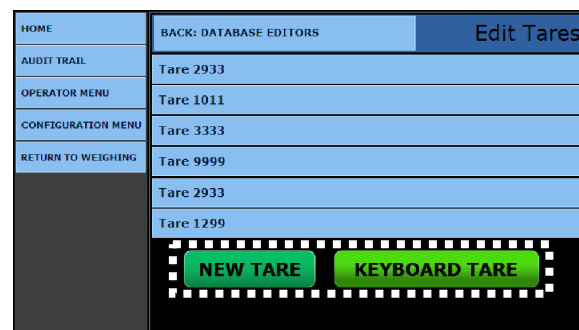 HOME
AUDIT TRAIL
OPERATOR MENU
CONFIGURATION MENU
RETURN TO WEIGHING
BACK: DATABASE EDITORS
Edit Tares
Tare 2933
Tare 1011
Tare 3333
Tare 9999
Tare 2933
Tare 1299
NEW TARE
KEYBOARD TARE